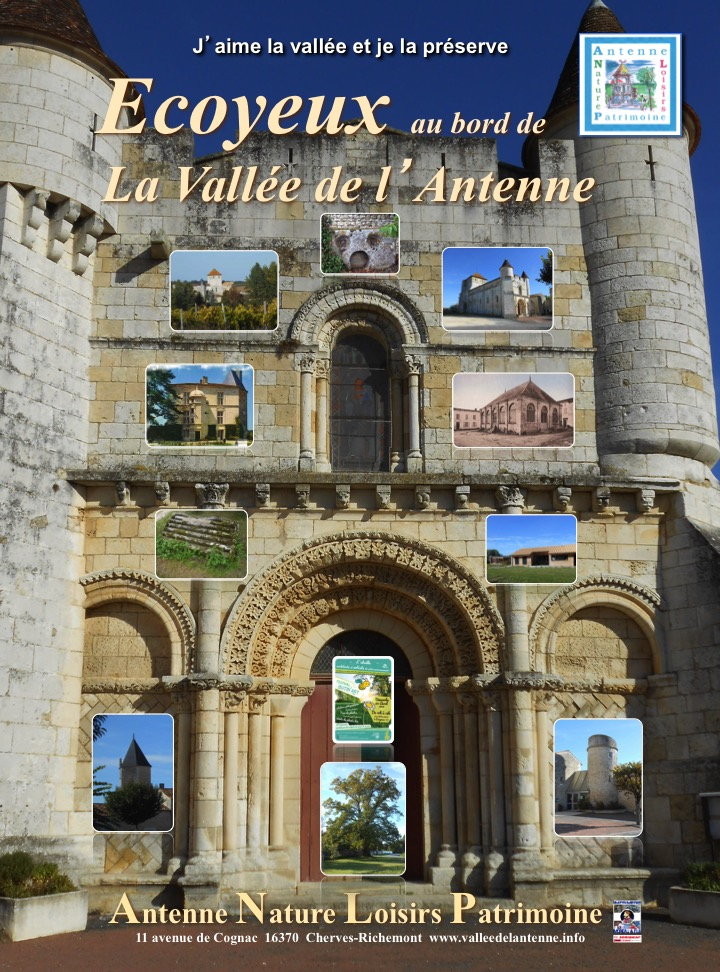 J’aime la vallée et je la préserve
Ecoyeux au bord de
La Vallée de l’Antenne
Antenne
Nature
Loisirs
Patrimoine
Antenne Nature Loisirs Patrimoine
11 avenue de Cognac 16370 Cherves-Richemont www.valleedelantenne.info